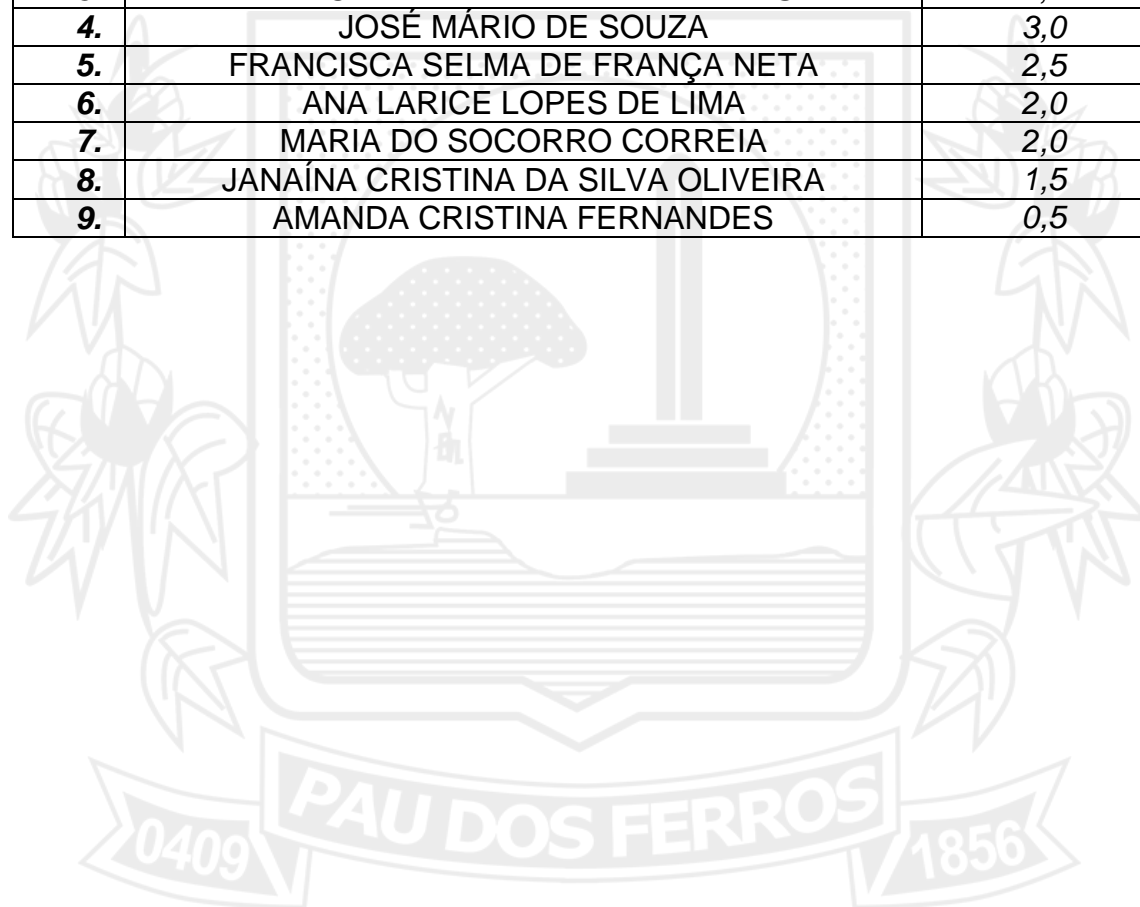 4. JOSÉ MÁRIO DE SOUZA 3,0
5. FRANCISCA SELMA DE FRANÇA NETA 2,5
6. ANA LARICE LOPES DE LIMA 2,0
7. MARIA DO SOCORRO CORREIA 2,0
8. JANAÍNA CRISTINA DA SILVA OLIVEIRA 1,5
9. AMANDA CRISTINA FERNANDES 0,5
PAU DOS FERROS
0409 1856